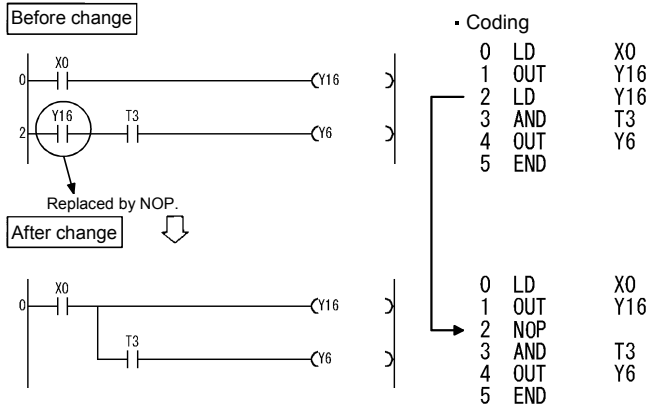 Before change
0 X0 Y16
2 Y16 T3 Y6
Replaced by NOP.
After change
0 X0 Y16
T3 Y6
· Coding
0 LD X0
1 OUT Y16
2 LD Y16
3 AND T3
4 OUT Y6
5 END
0 LD X0
1 OUT Y16
2 NOP
3 AND T3
4 OUT Y6
5 END